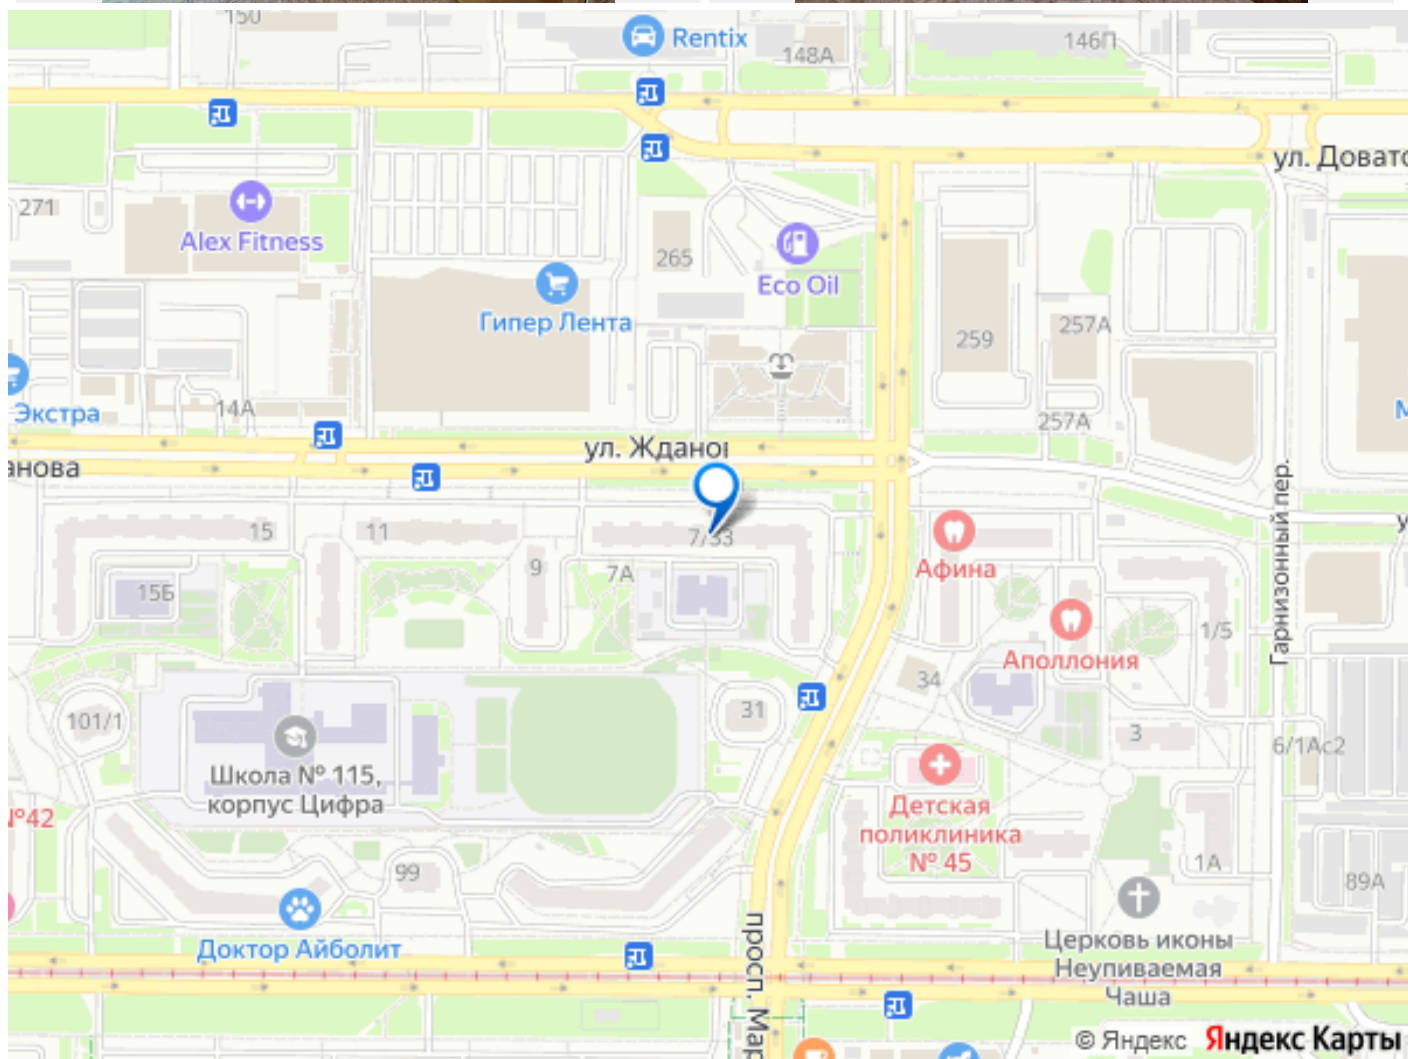 150
Rentix
148А
146П
ул. Доватс
271
Alex Fitness
265
Eco Oil
Гипер Лента
259
257А
Экстра
14А
257А
М
ул. Ждано
анова
Гарнизонный пер.
15
11
7/33
Афина
9
7А
15Б
1/5
Аполлония
34
101/1
31
3
6/1Ас2
Школа № 115,
корпус Цифра
№42
Детская
поликлиника
№ 45
99
1А
89А
Доктор Айболит
просп. Мар
Церковь иконы
Неупиваемая
Чаша
© Яндекс Яндекс Карты